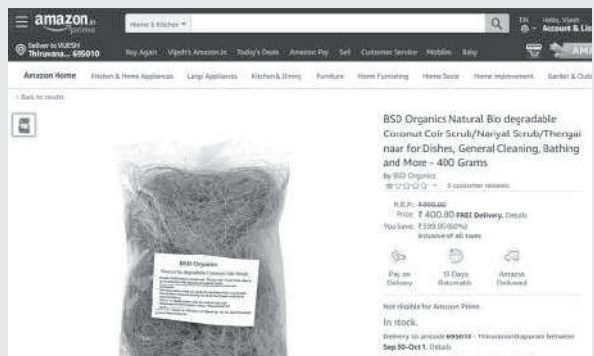 amazon.in
prime
Home & Kitchen
EN
Hello, Vijesh
Account & Lis
Deliver to VIJESH
Thiruvana... 695010
Buy Again Vijesh's Amazon.in Today's Deals Amazon Pay Sell Customer Service Mobiles Baby
AMA
Amazon Home Kitchen & Home Appliances Large Appliances Kitchen & Dining Furniture Home Furnishing Home Decor Home Improvement Garden & Outd
‹ Back to results
BSD Organics Natural Bio degradable
Coconut Coir Scrub/Nariyal Scrub/Thengai
naar for Dishes, General Cleaning, Bathing
and More - 400 Grams
by BSD Organics
3 customer reviews
M.R.P.:
Price: ₹ 400.00 FREE Delivery. Details
You Save: ₹ 599.00 (60%)
Inclusive of all taxes
Pay on
Delivery
10 Days
Returnable
Amazon
Delivered
Not eligible for Amazon Prime.
In stock.
Delivery to pincode 695010 - Thiruvananthapuram between
Sep 30-Oct 1. Details
BSD Organics